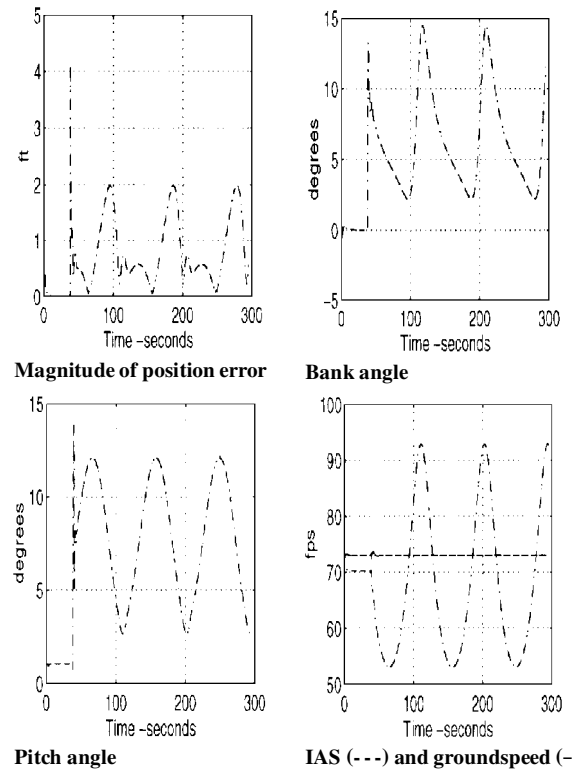 5
4
3
2
1
0
ft
0 100 200 300
Time -seconds
Magnitude of position error
15
10
5
0
−5
degrees
0 100 200 300
Time -seconds
Bank angle
15
10
5
0
degrees
0 100 200 300
Time -seconds
Pitch angle
100
90
80
70
60
50
fps
0 100 200 300
Time -seconds
IAS (---) and groundspeed (–